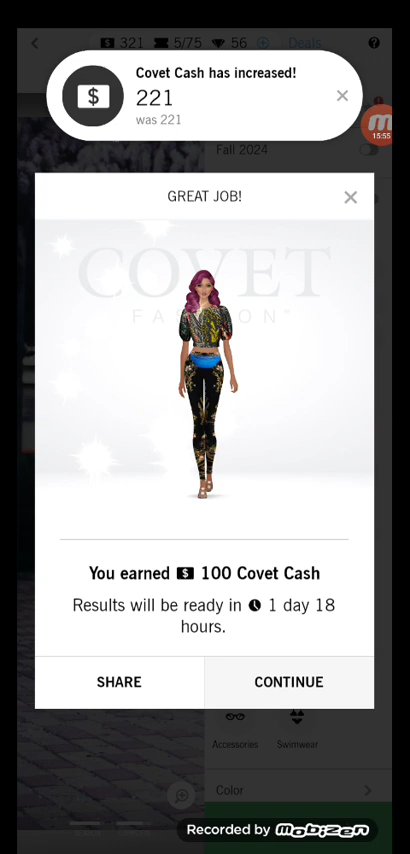 321 5/75 56 Deals
Covet Cash has increased!
221
was 221
15:55
Fall 2024
GREAT JOB!
COVET
FASHION
You earned $ 100 Covet Cash
Results will be ready in 1 day 18
hours.
SHARE CONTINUE
Accessories Swimwear
Color
Recorded by mobizen